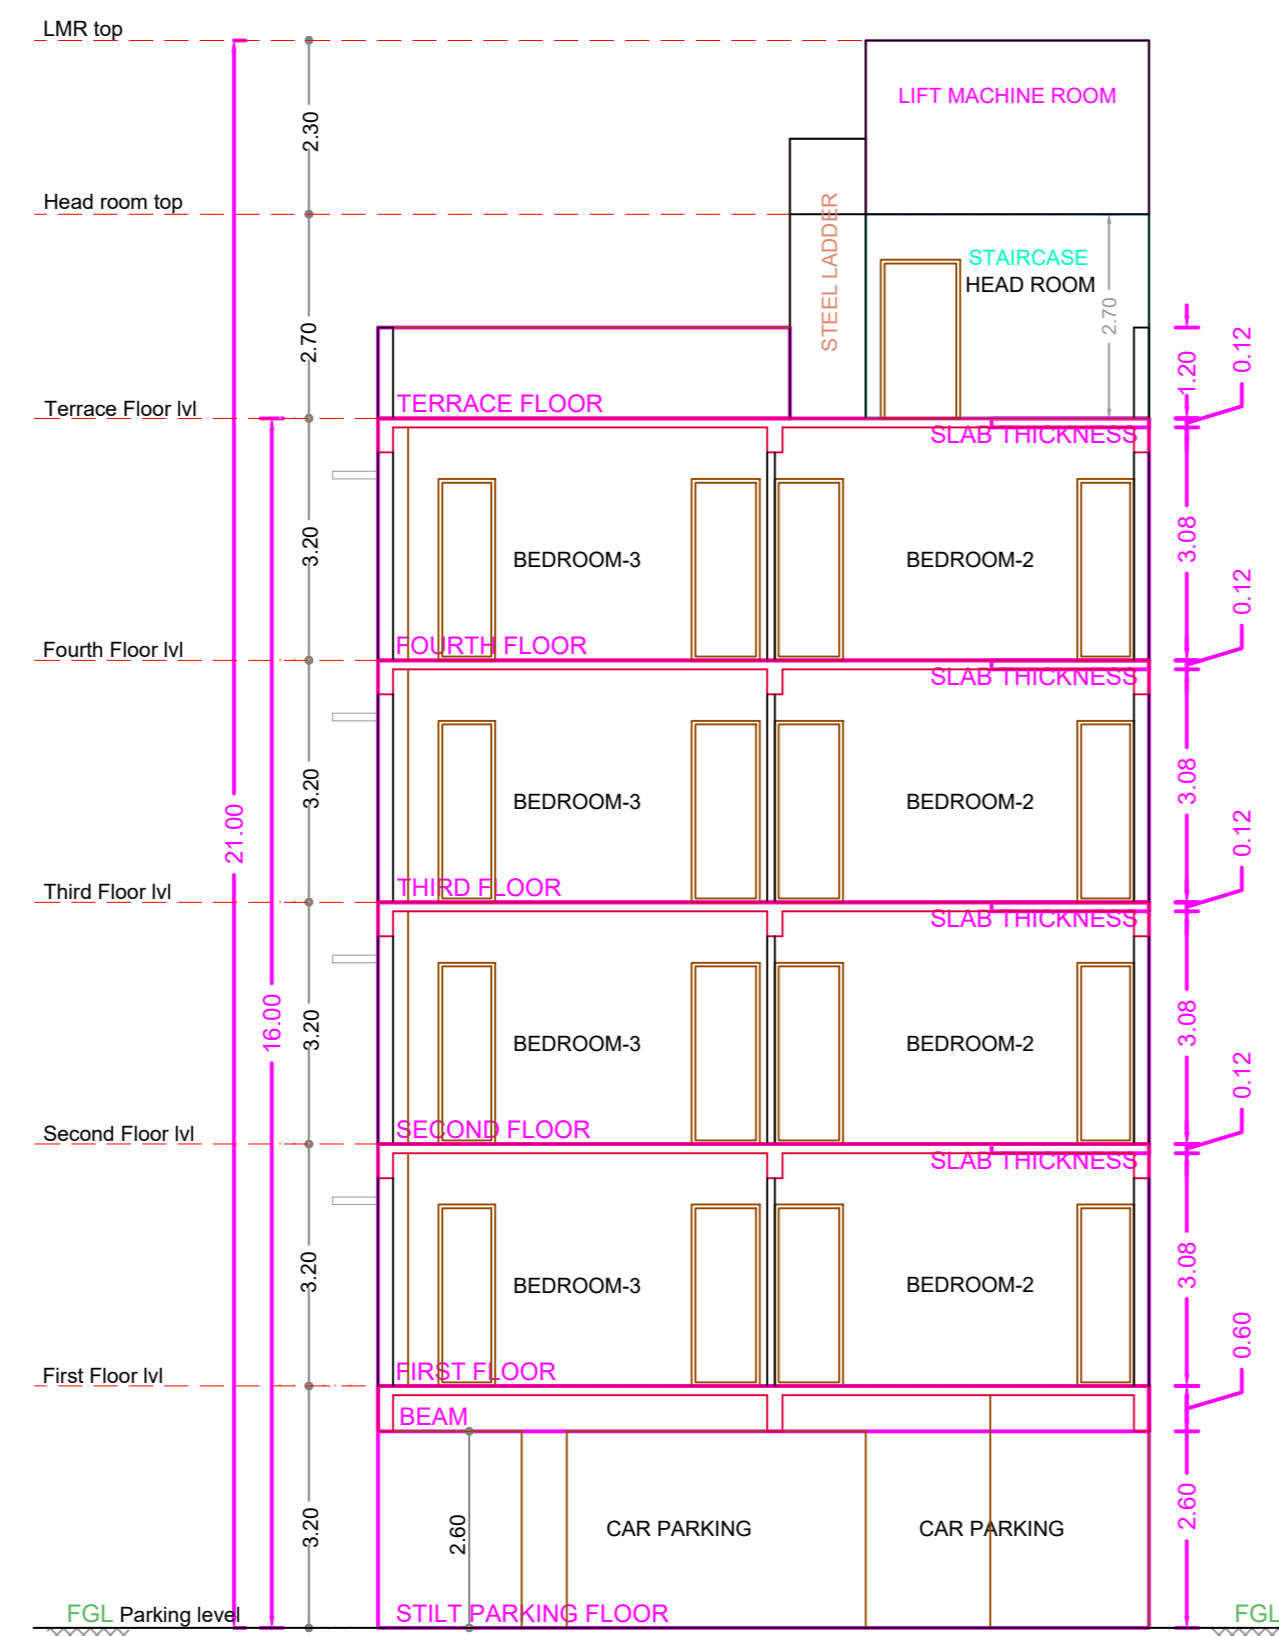 LMR top
LIFT MACHINE ROOM
2.30
Head room top
STEEL LADDER
STAIRCASE
HEAD ROOM
2.70
2.70
1.20
0.12
Terrace Floor lvl
TERRACE FLOOR
SLAB THICKNESS
3.20
BEDROOM-3
BEDROOM-2
3.08
0.12
Fourth Floor lvl
FOURTH FLOOR
SLAB THICKNESS
3.20
BEDROOM-3
BEDROOM-2
3.08
21.00
0.12
Third Floor lvl
THIRD FLOOR
SLAB THICKNESS
16.00
3.20
BEDROOM-3
BEDROOM-2
3.08
0.12
Second Floor lvl
SECOND FLOOR
SLAB THICKNESS
3.20
BEDROOM-3
BEDROOM-2
3.08
0.60
First Floor lvl
FIRST FLOOR
BEAM
3.20
2.60
CAR PARKING
CAR PARKING
2.60
FGL Parking level
STILT PARKING FLOOR
FGL